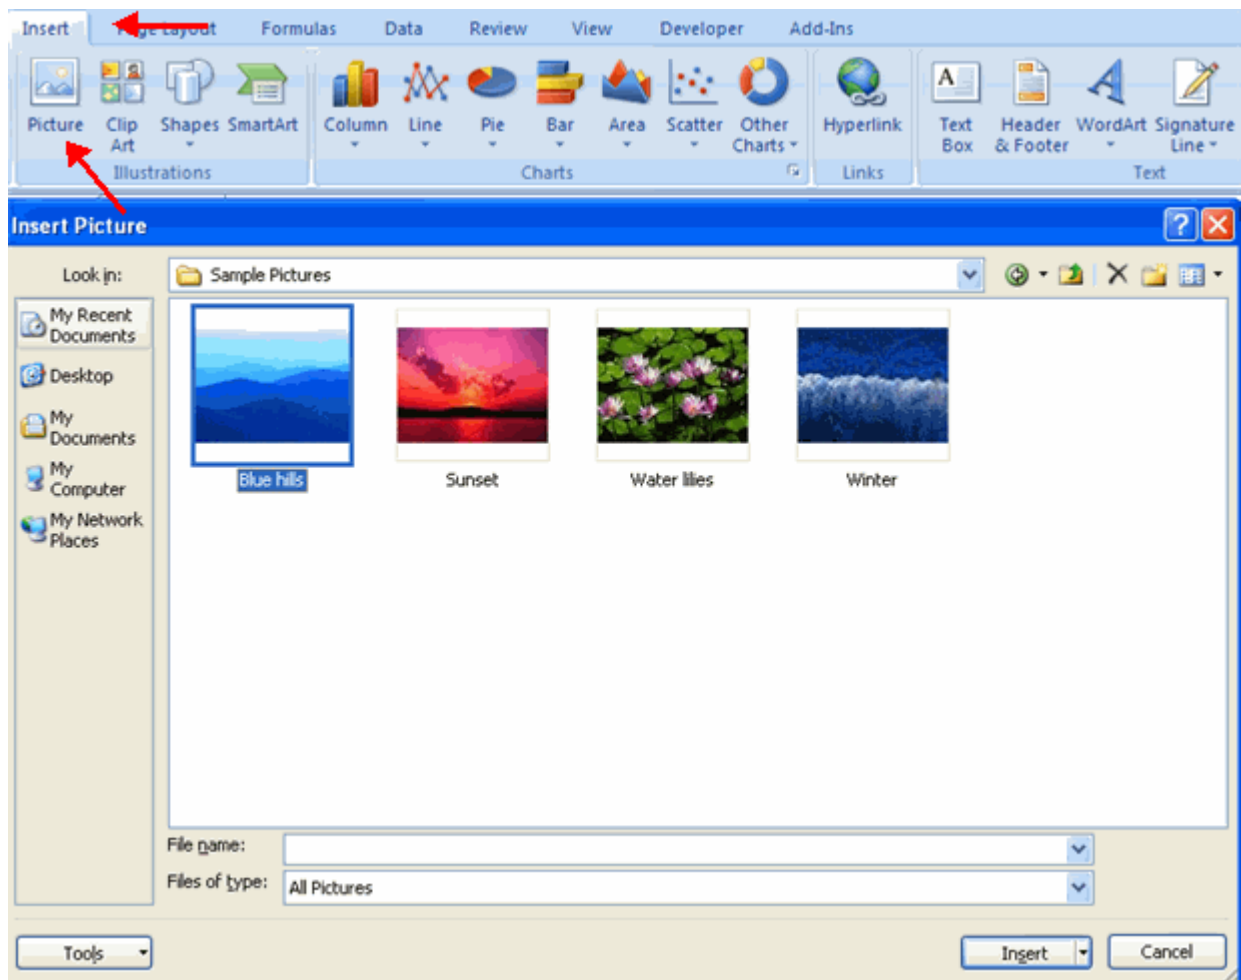 Insert Page Layout Formulas Data Review View Developer Add-Ins
Picture Clip Art Shapes SmartArt Column Line Pie Bar Area Scatter Other Charts Hyperlink Text Box Header & Footer WordArt Signature Line
Illustrations Charts Links Text
Insert Picture
Look in: Sample Pictures
My Recent
Documents
Desktop
My
Documents
My
Computer
My Network
Places
Blue hills Sunset Water lilies Winter
File name:
Files of type: All Pictures
Tools Insert Cancel